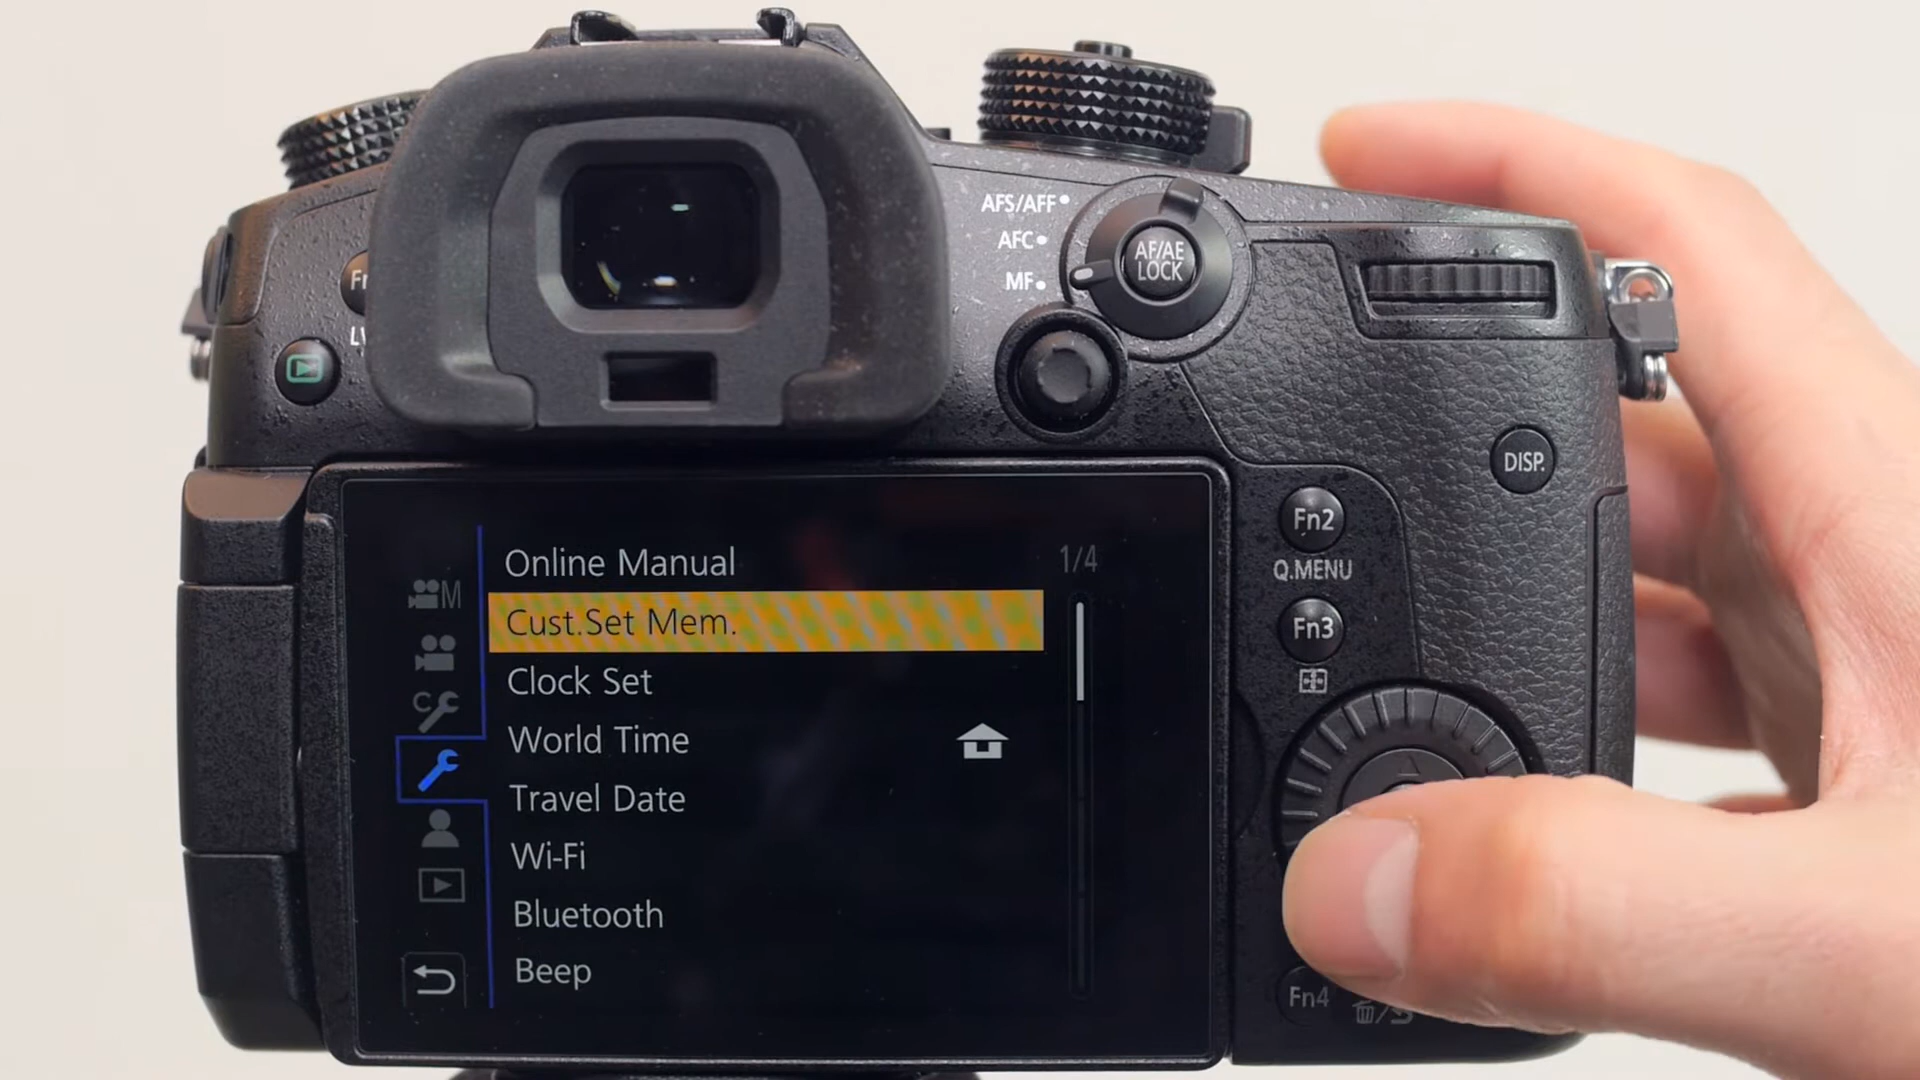 AFS/AFF
AFC
MF
AF/AE
LOCK
DISP.
Fn2
Q.MENU
Fn3
Fn4
Online Manual
1/4
Cust.Set Mem.
Clock Set
World Time
Travel Date
Wi-Fi
Bluetooth
Beep
M
C